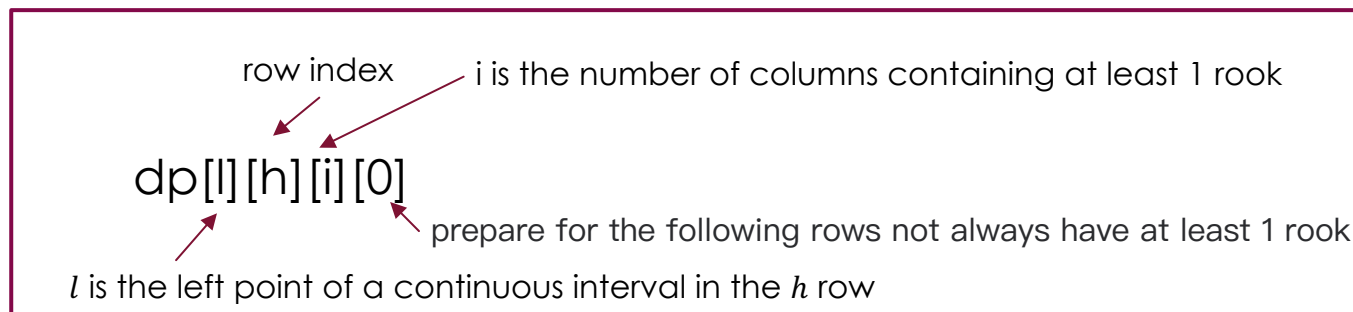 row index
i is the number of columns containing at least 1 rook
dp[l][h][i][0]
prepare for the following rows not always have at least 1 rook
l is the left point of a continuous interval in the h row